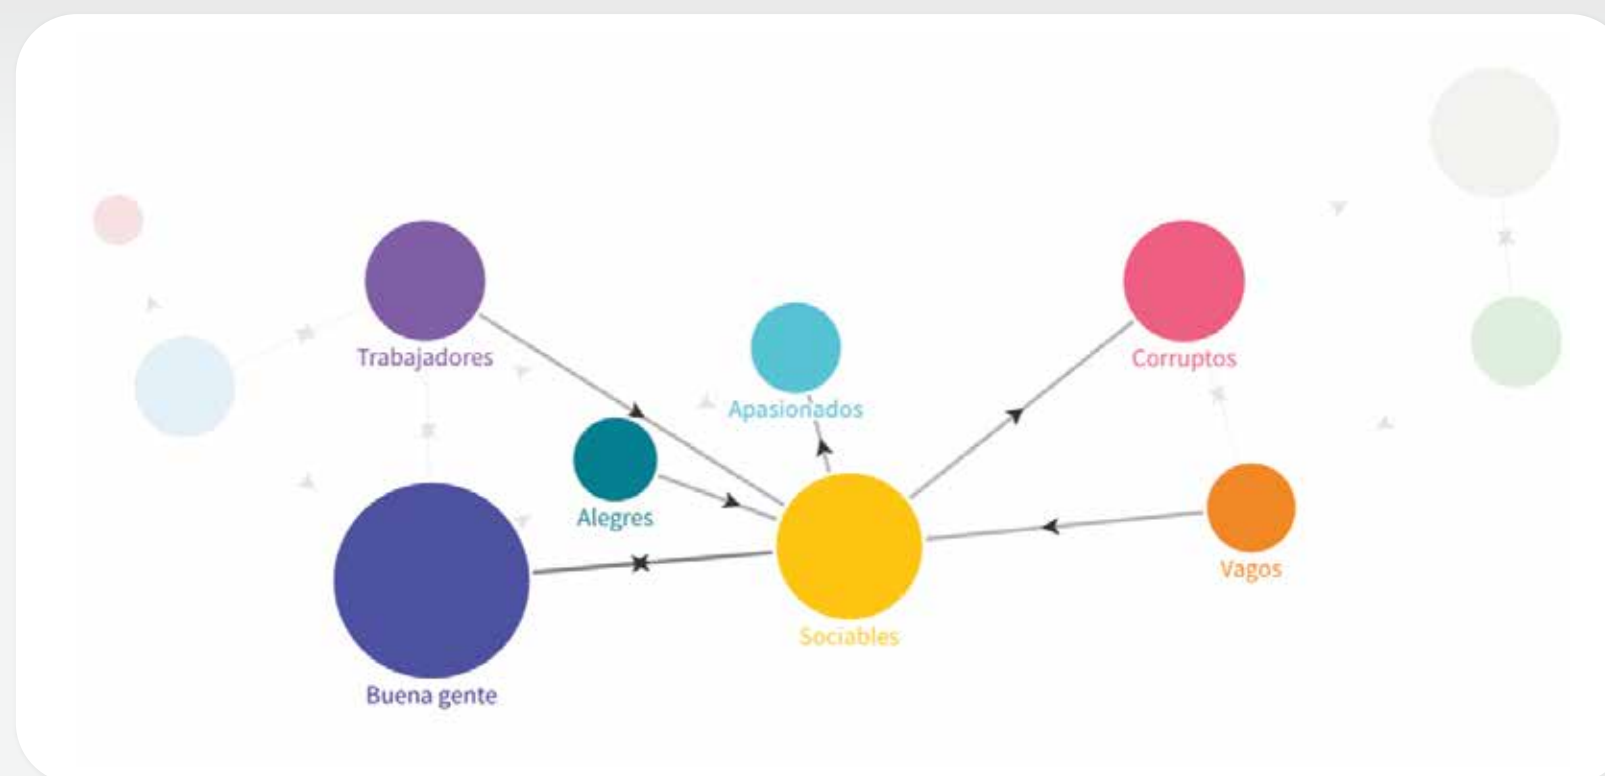 Trabajadores
Corruptos
Apasionados
Alegres
Vagos
Sociables
Buena gente